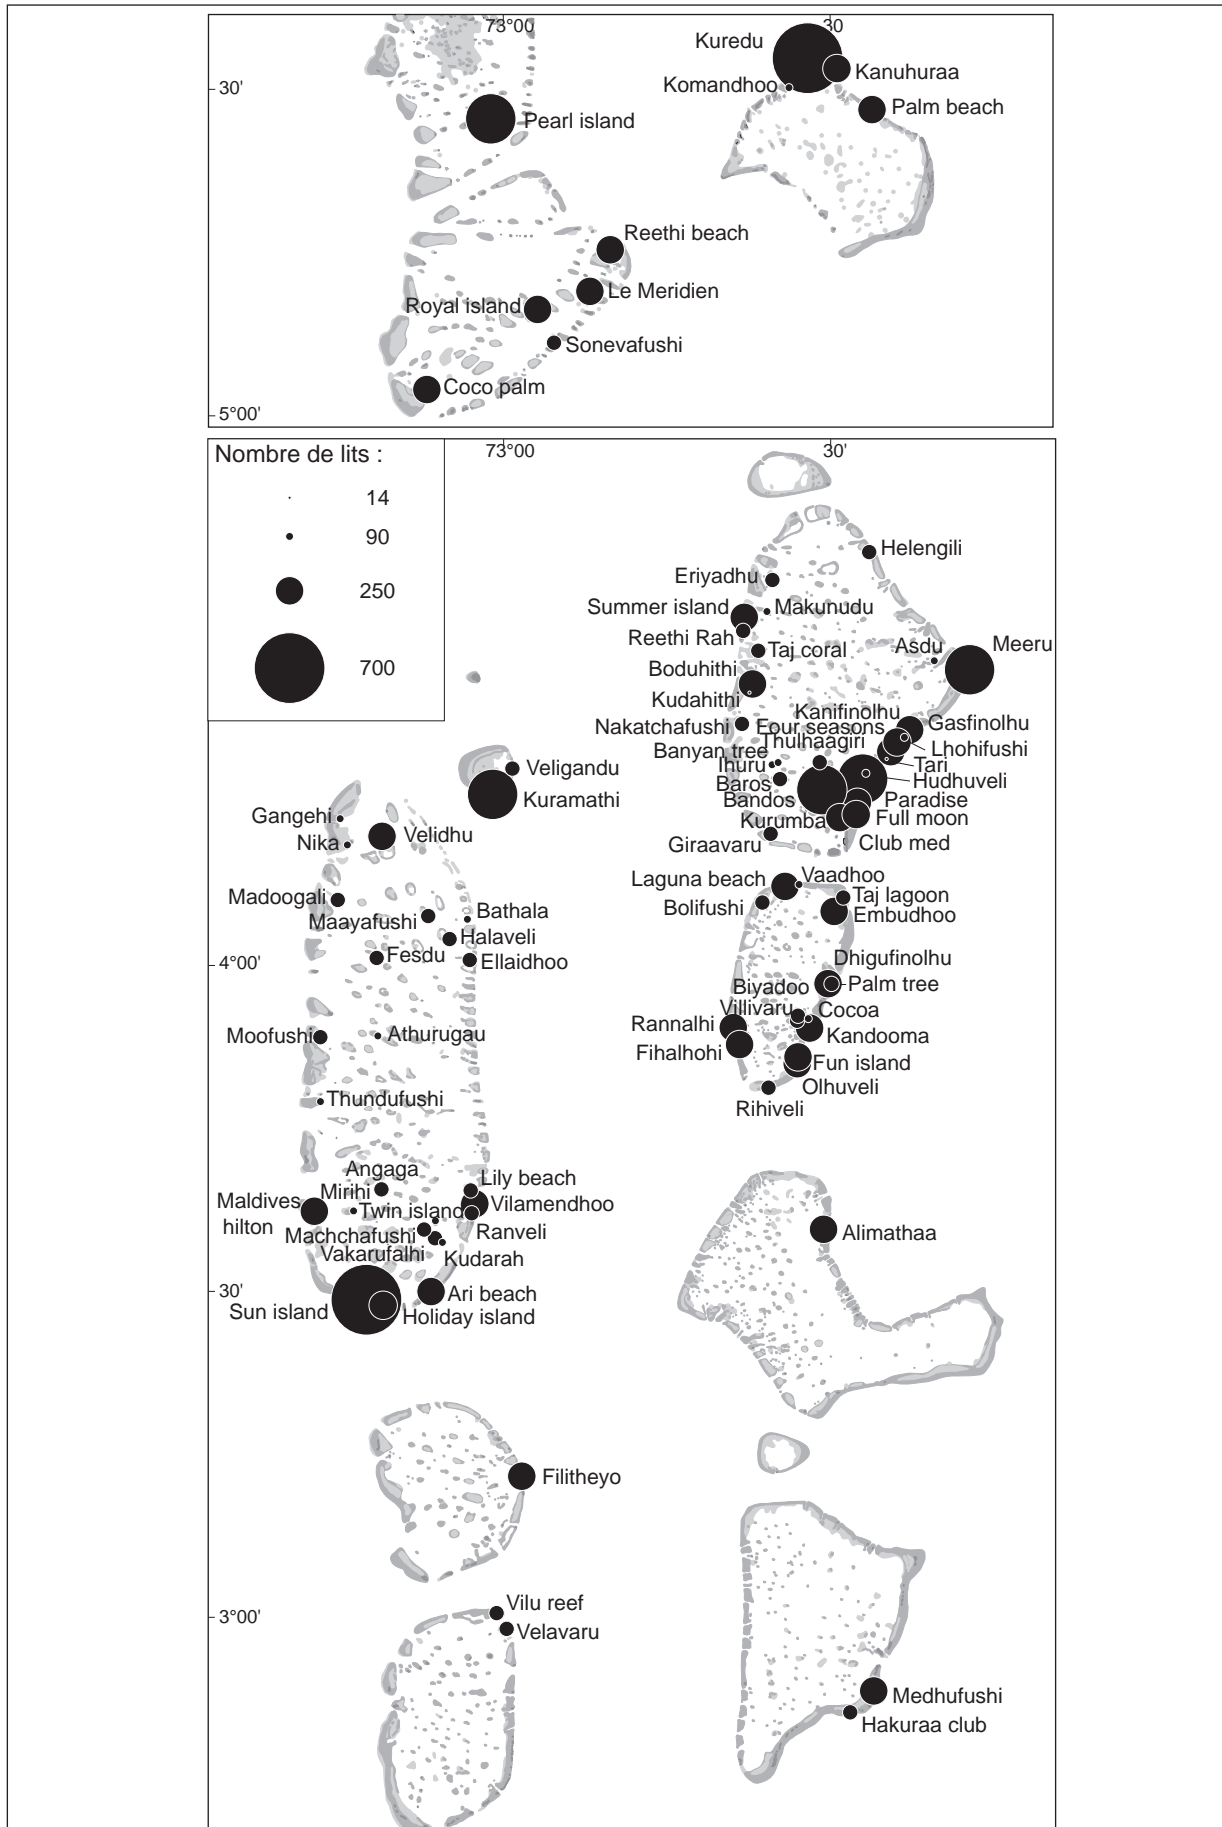 73°00
30
Kuredu
Kanuhuraa
Komandhoo
30'
Palm beach
Pearl island
Reethi beach
Le Meridien
Royal island
Sonevafushi
Coco palm
5°00'
Nombre de lits :
73°00
30'
14
90
250
700
Helengili
Eriyadhu
Summer island
Makunudu
Reethi Rah
Taj coral
Asdu
Meeru
Boduhithi
Kudahithi
Kanifinolhu
Nakatchafushi
Four seasons
Gasfinolhu
Thulhaagiri
Lhohifushi
Banyan tree
Ihuru
Tari
Veligandu
Baros
Hudhuveli
Kuramathi
Bandos
Paradise
Gangehi
Kurumba
Full moon
Velidhu
Nika
Giraavaru
Club med
Laguna beach
Vaadhoo
Madoogali
Bolifushi
Taj lagoon
Maayafushi
Bathala
Embudhoo
Halaveli
Fesdu
Ellaidhoo
4°00'
Dhigufinolhu
Biyadoo
Palm tree
Villivaru
Cocoa
Moofushi
Athurugau
Rannalhi
Kandooma
Fihalhohi
Fun island
Olhuveli
Thundufushi
Rihiveli
Angaga
Lily beach
Mirihi
Maldives
hilton
Twin island
Vilamendhoo
Machchafushi
Ranveli
Vakarufalhi
Kudarah
Alimathaa
30'
Ari beach
Sun island
Holiday island
Filitheyo
Vilu reef
3°00'
Velavaru
Medhufushi
Hakuraa club